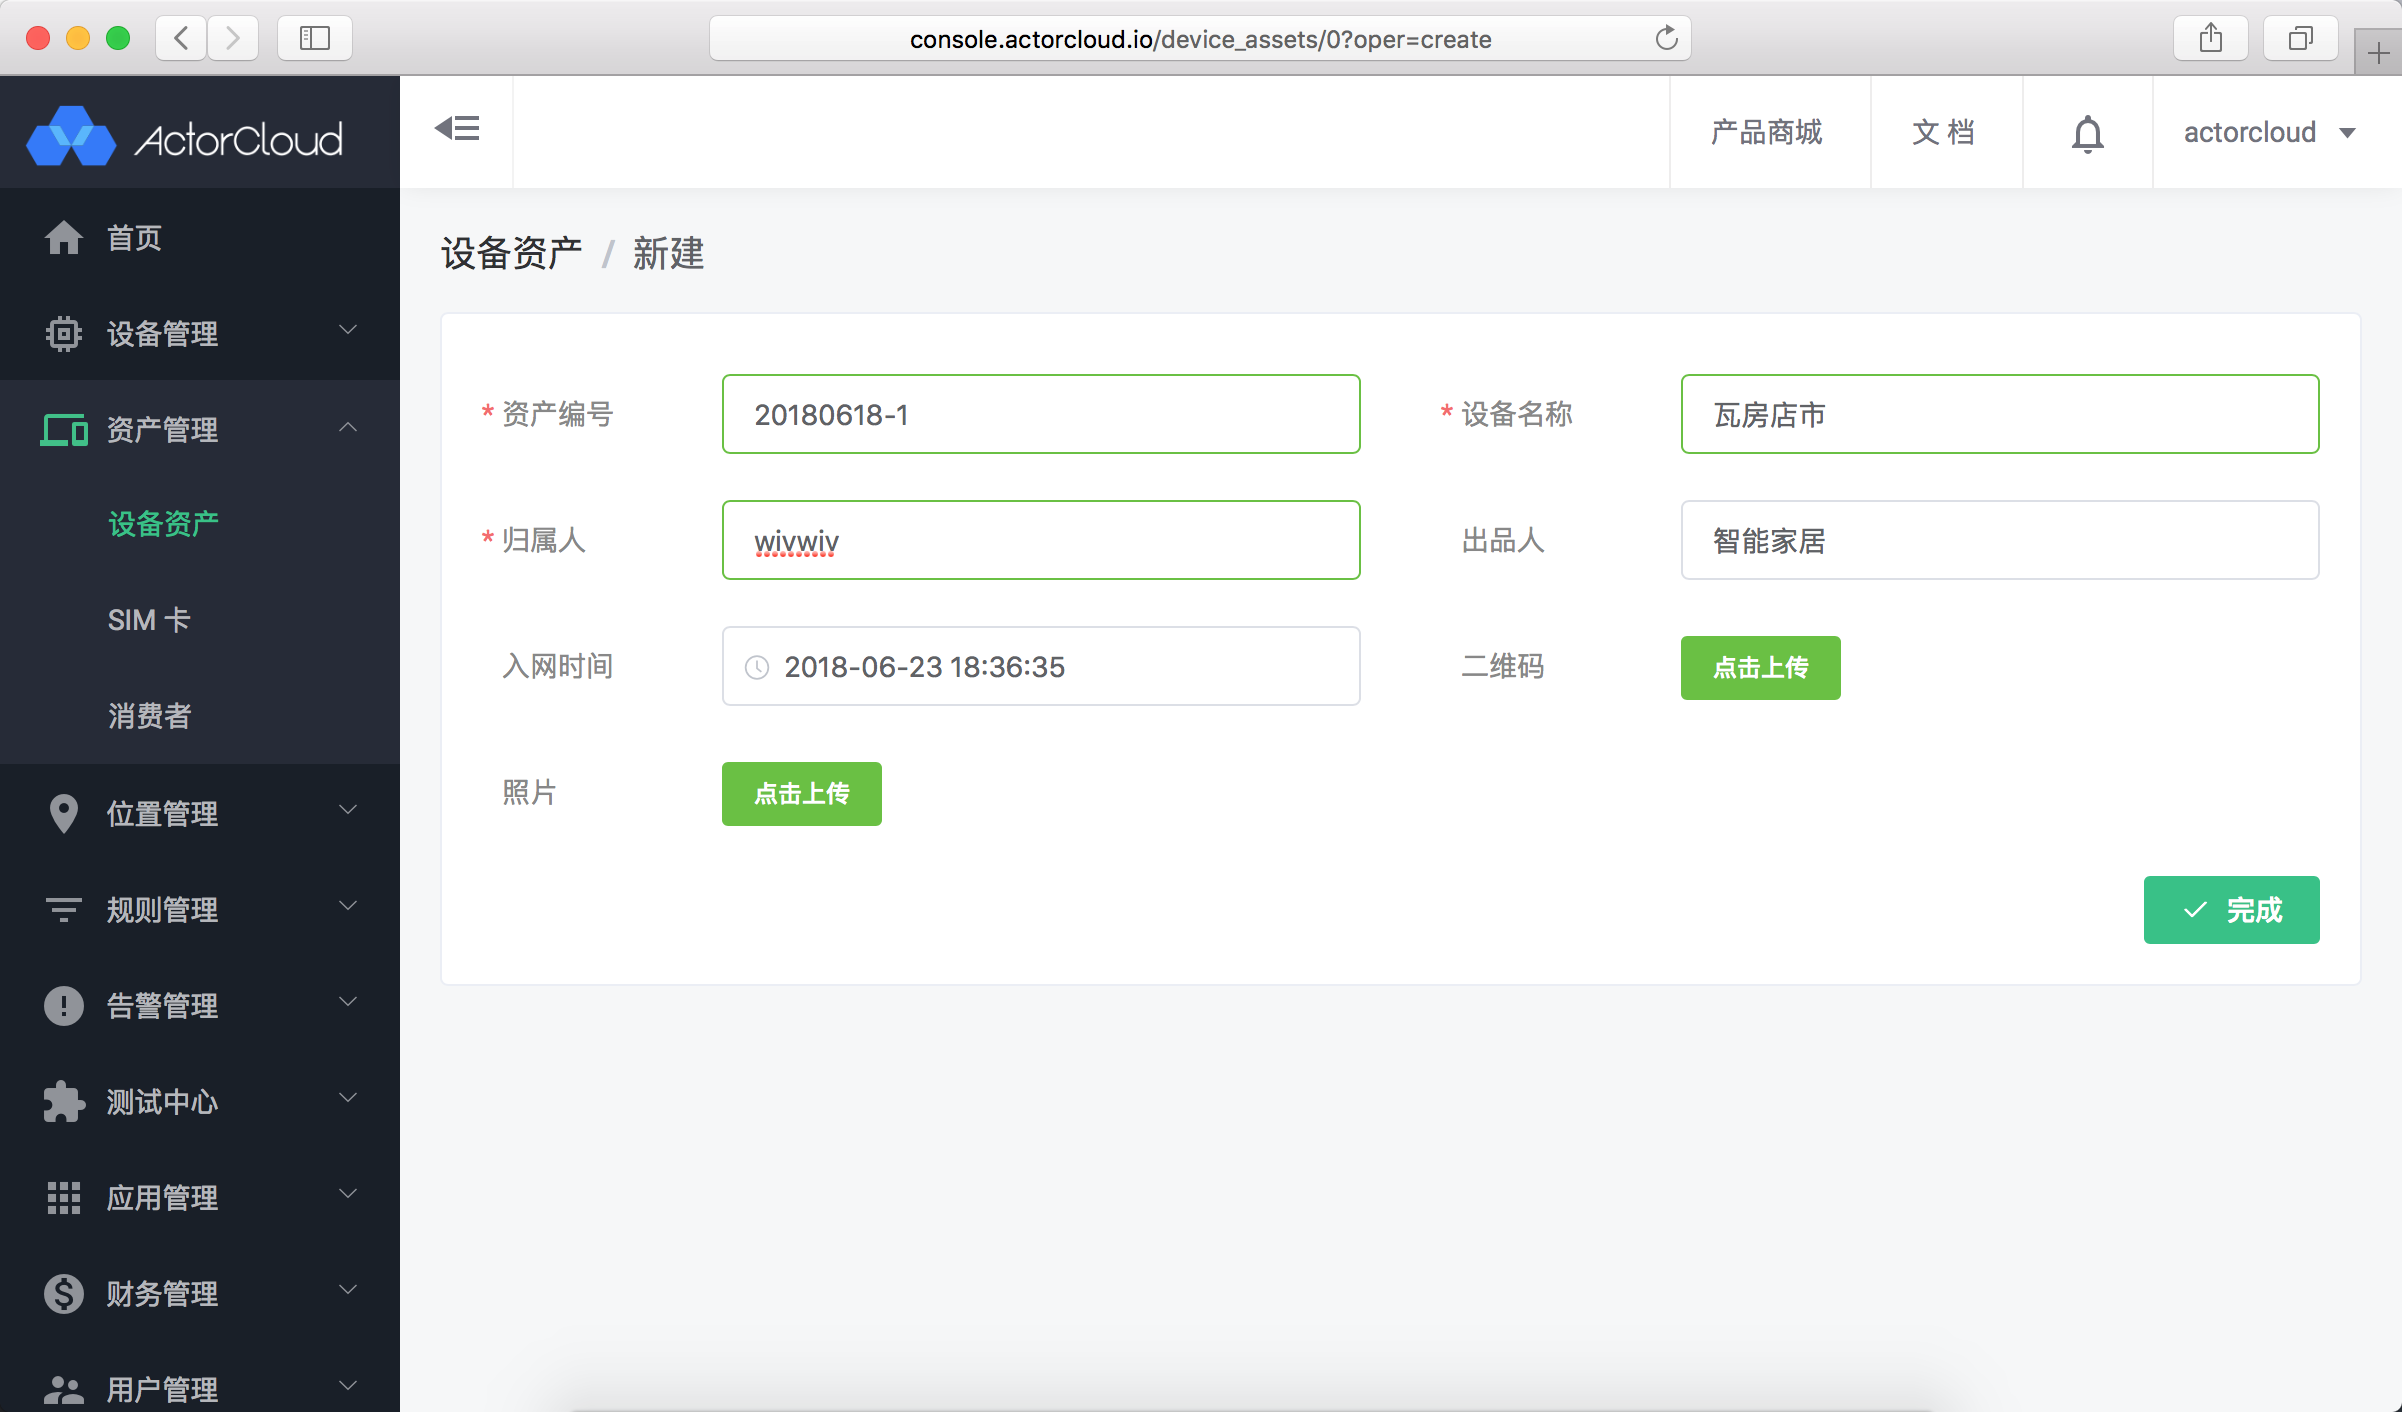 console.actorcloud.io/device_assets/0?oper=create
ActorCloud
产品商城
文 档
actorcloud
首页
设备管理
资产管理
设备资产
SIM 卡
消费者
位置管理
规则管理
告警管理
测试中心
应用管理
财务管理
用户管理
设备资产 / 新建
* 资产编号 20180618-1
* 设备名称 瓦房店市
* 归属人 wivwiv
出品人 智能家居
入网时间 2018-06-23 18:36:35
二维码 点击上传
照片 点击上传
完成